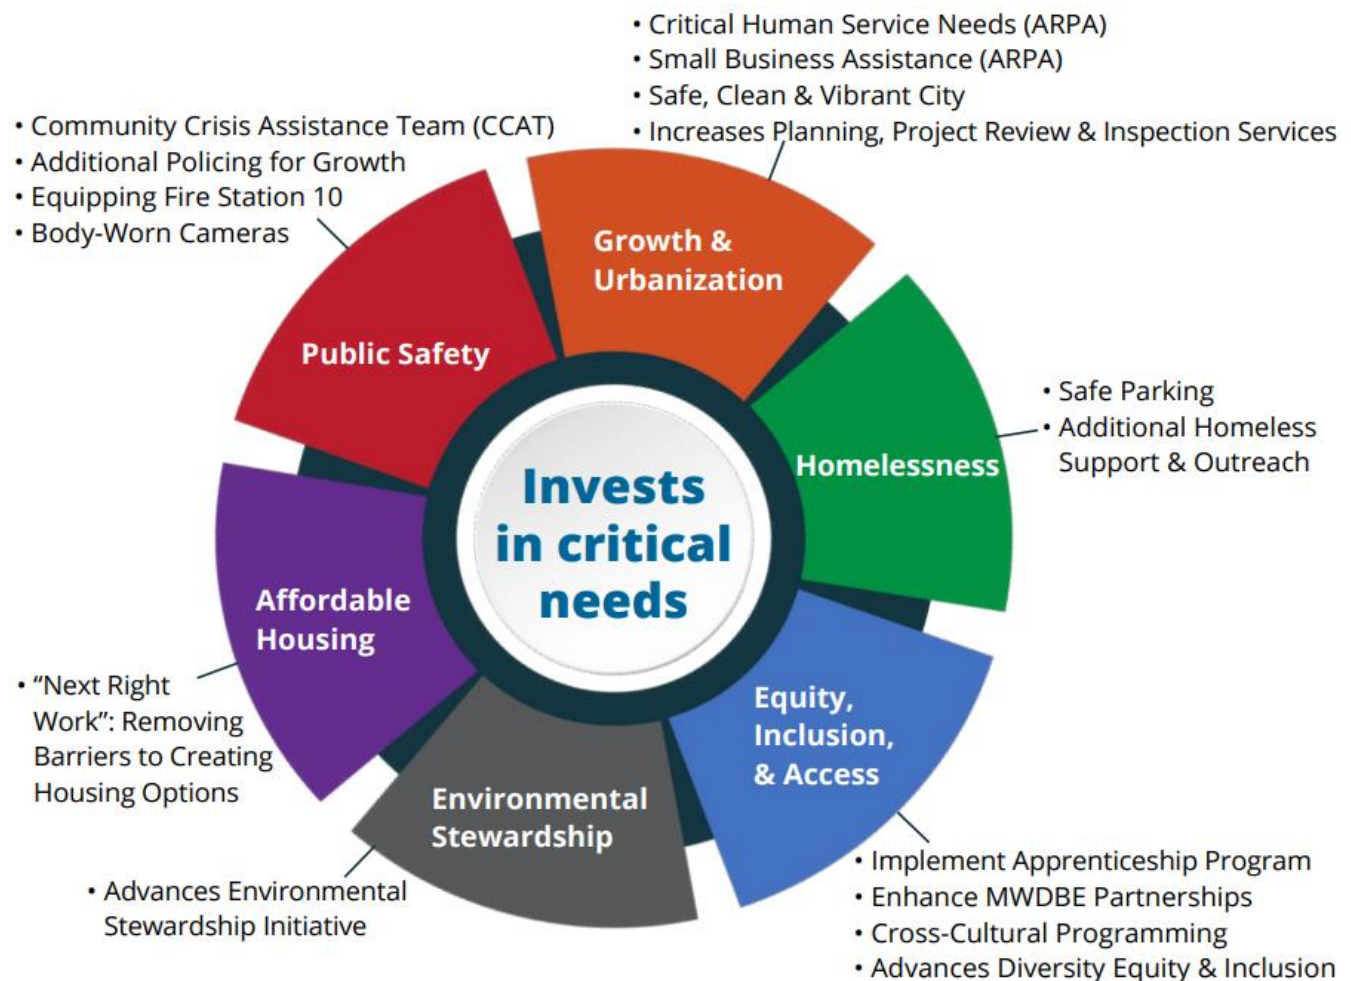 • Critical Human Service Needs (ARPA)
• Small Business Assistance (ARPA)
• Safe, Clean & Vibrant City
• Increases Planning, Project Review & Inspection Services
• Community Crisis Assistance Team (CCAT)
• Additional Policing for Growth
• Equipping Fire Station 10
• Body-Worn Cameras
Growth &
Urbanization
Public Safety
• Safe Parking
• Additional Homeless
Support & Outreach
Homelessness
Invests
in critical
needs
Affordable
Housing
• “Next Right
Work”: Removing
Barriers to Creating
Housing Options
Equity,
Inclusion,
& Access
Environmental
Stewardship
• Advances Environmental
Stewardship Initiative
• Implement Apprenticeship Program
• Enhance MWDBE Partnerships
• Cross-Cultural Programming
• Advances Diversity Equity & Inclusion